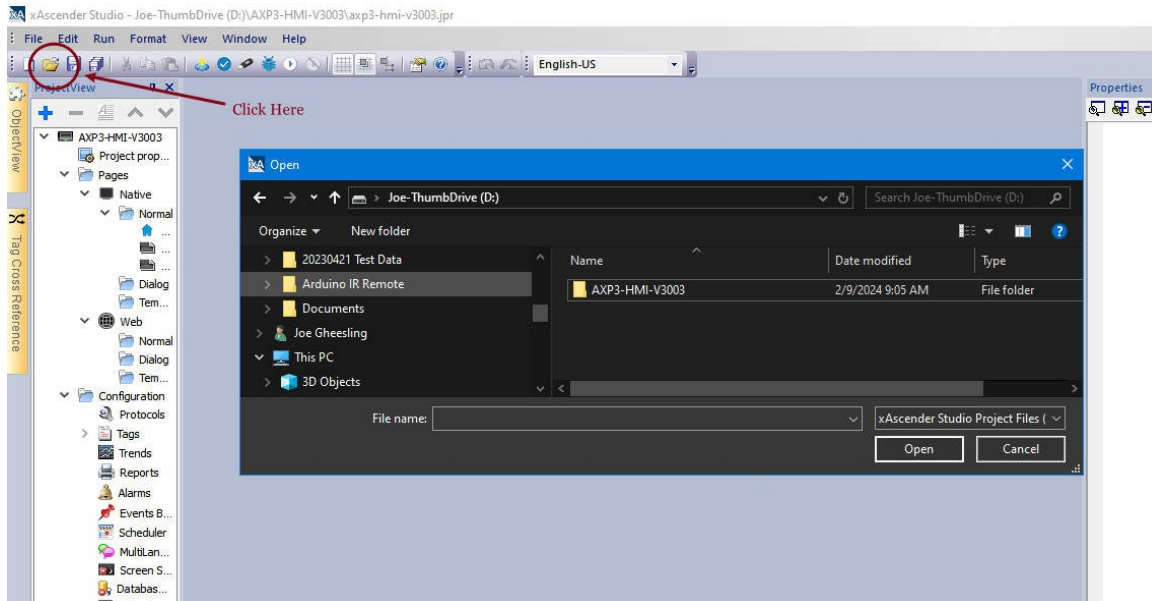 xAscender Studio - Joe-ThumbDrive (D:)\AXP3-HMI-V3003\axp3-hmi-v3003.jpr
File Edit Run Format View Window Help
English-US
ProjectView
Click Here
Properties
ObjectView
Tag Cross Reference
AXP3-HMI-V3003
Project prop...
Pages
Native
Normal
...
...
...
Dialog
Tem...
Web
Normal
Dialog
Tem...
Configuration
Protocols
Tags
Trends
Reports
Alarms
Events B...
Scheduler
MultiLan...
Screen S...
Databas...
xA Open
Joe-ThumbDrive (D:)
Search Joe-ThumbDrive (D:)
Organize New folder
20230421 Test Data
Arduino IR Remote
Documents
Joe Gheesling
This PC
3D Objects
Name Date modified Type
AXP3-HMI-V3003 2/9/2024 9:05 AM File folder
File name:
xAscender Studio Project Files (
Open Cancel